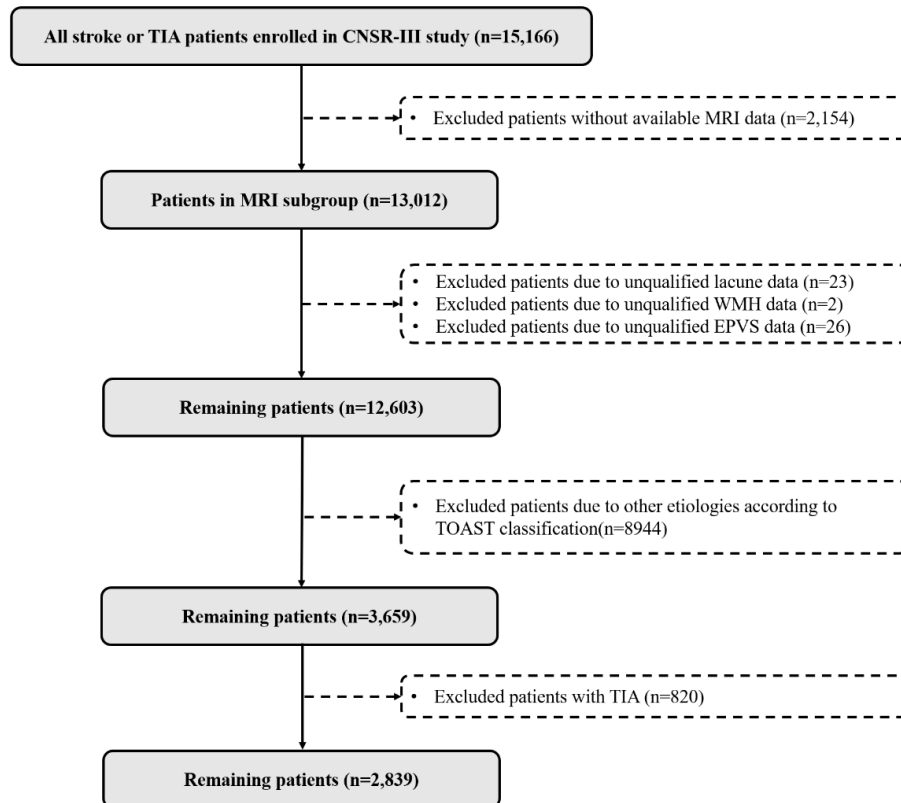 All stroke or TIA patients enrolled in CNSR-III study (n=15,166)
• Excluded patients without available MRI data (n=2,154)
Patients in MRI subgroup (n=13,012)
• Excluded patients due to unqualified lacune data (n=23)
• Excluded patients due to unqualified WMH data (n=2)
• Excluded patients due to unqualified EPVS data (n=26)
Remaining patients (n=12,603)
• Excluded patients due to other etiologies according to
TOAST classification(n=8944)
Remaining patients (n=3,659)
• Excluded patients with TIA (n=820)
Remaining patients (n=2,839)